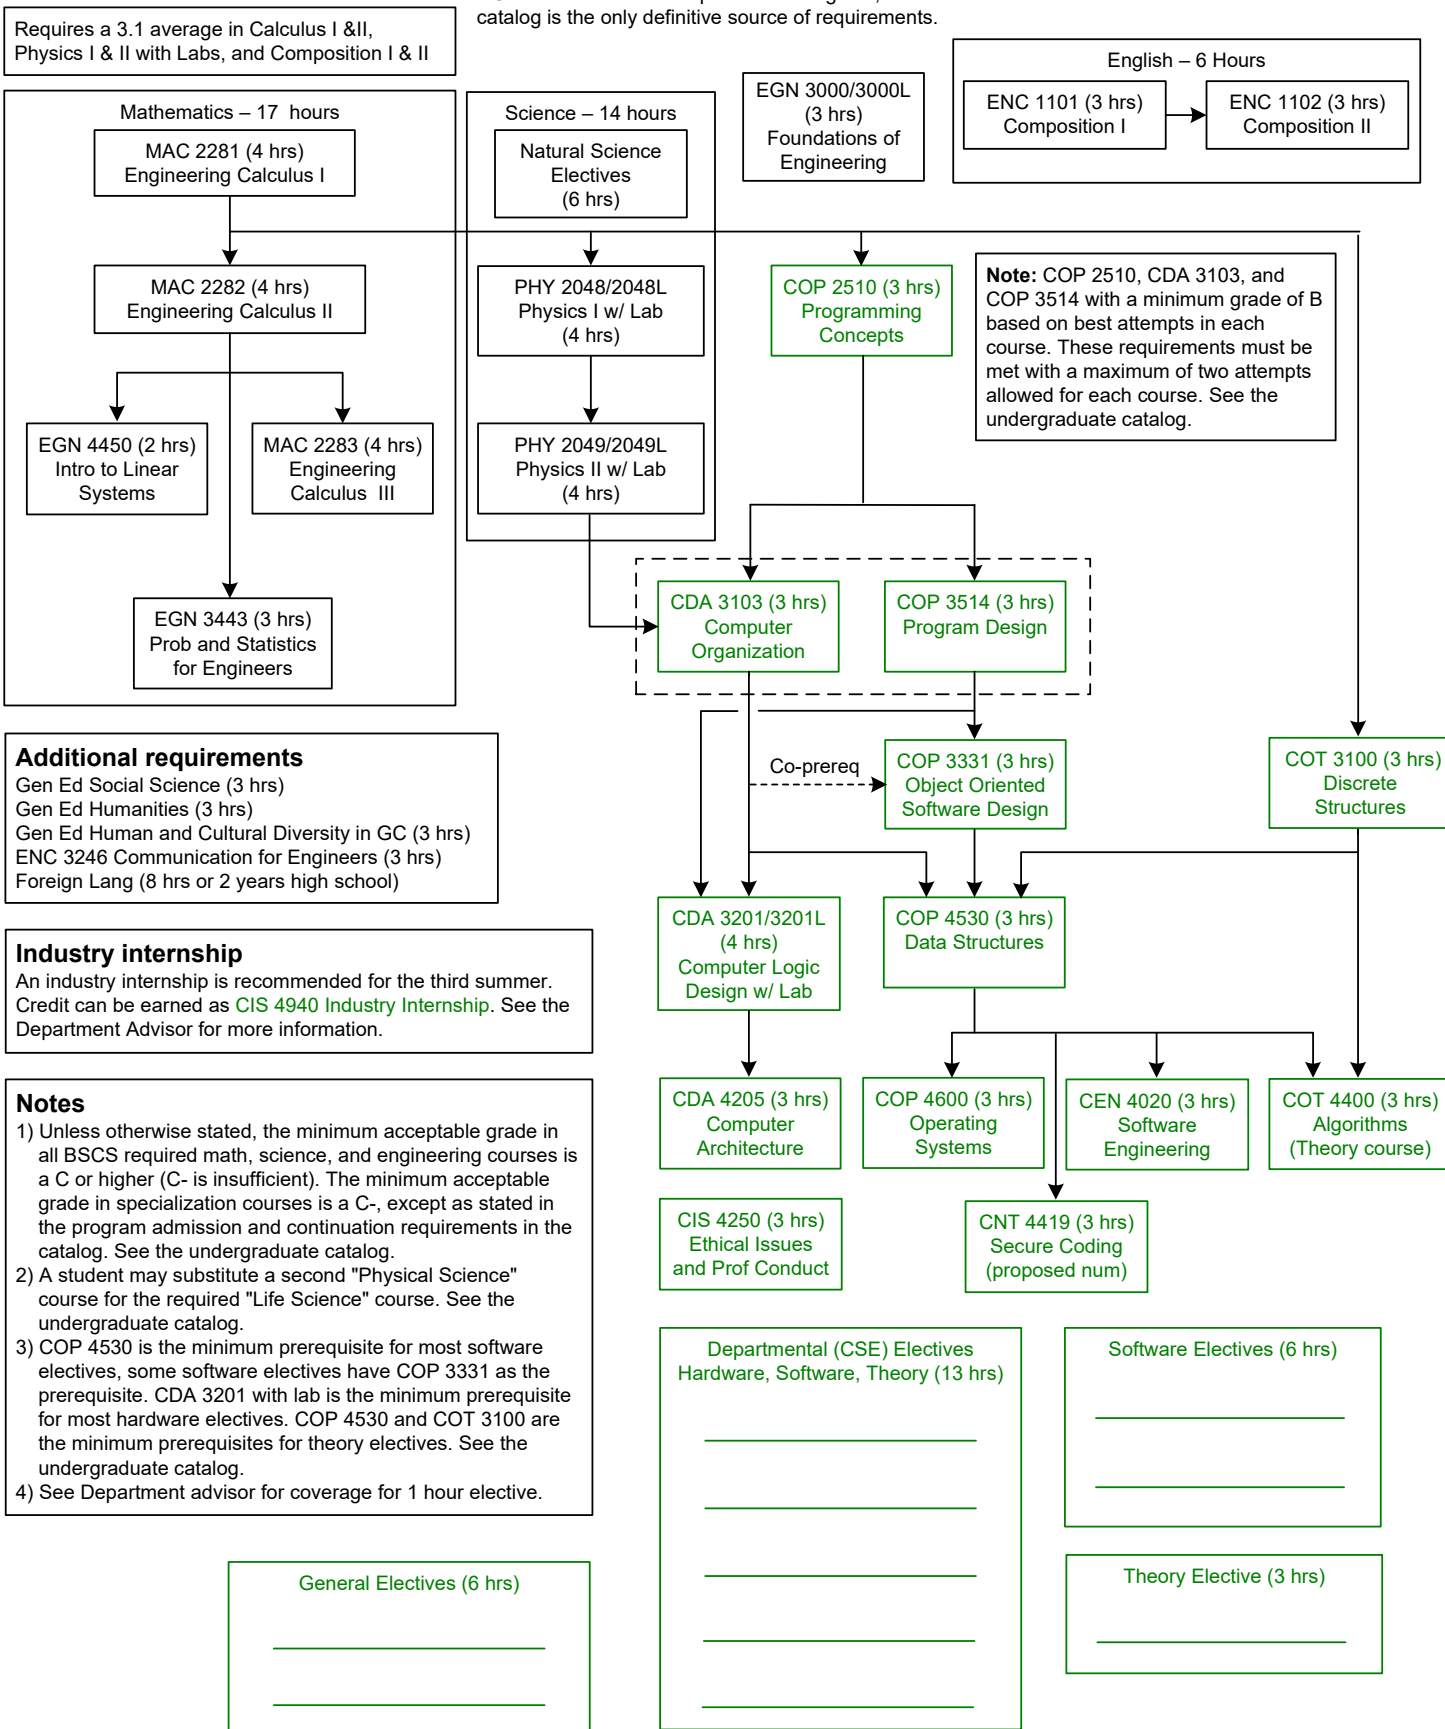 catalog is the only definitive source of requirements.
Requires a 3.1 average in Calculus I &II,
Physics I & II with Labs, and Composition I & II
English – 6 Hours
ENC 1101 (3 hrs)
Composition I
ENC 1102 (3 hrs)
Composition II
EGN 3000/3000L
(3 hrs)
Foundations of
Engineering
Mathematics – 17 hours
MAC 2281 (4 hrs)
Engineering Calculus I
Science – 14 hours
Natural Science
Electives
(6 hrs)
MAC 2282 (4 hrs)
Engineering Calculus II
PHY 2048/2048L
Physics I w/ Lab
(4 hrs)
COP 2510 (3 hrs)
Programming
Concepts
Note: COP 2510, CDA 3103, and
COP 3514 with a minimum grade of B
based on best attempts in each
course. These requirements must be
met with a maximum of two attempts
allowed for each course. See the
undergraduate catalog.
EGN 4450 (2 hrs)
Intro to Linear
Systems
MAC 2283 (4 hrs)
Engineering
Calculus III
PHY 2049/2049L
Physics II w/ Lab
(4 hrs)
EGN 3443 (3 hrs)
Prob and Statistics
for Engineers
CDA 3103 (3 hrs)
Computer
Organization
COP 3514 (3 hrs)
Program Design
Additional requirements
Gen Ed Social Science (3 hrs)
Gen Ed Humanities (3 hrs)
Gen Ed Human and Cultural Diversity in GC (3 hrs)
ENC 3246 Communication for Engineers (3 hrs)
Foreign Lang (8 hrs or 2 years high school)
Co-prereq
COP 3331 (3 hrs)
Object Oriented
Software Design
COT 3100 (3 hrs)
Discrete
Structures
Industry internship
An industry internship is recommended for the third summer.
Credit can be earned as CIS 4940 Industry Internship. See the
Department Advisor for more information.
CDA 3201/3201L
(4 hrs)
Computer Logic
Design w/ Lab
COP 4530 (3 hrs)
Data Structures
CDA 4205 (3 hrs)
Computer
Architecture
COP 4600 (3 hrs)
Operating
Systems
CEN 4020 (3 hrs)
Software
Engineering
COT 4400 (3 hrs)
Algorithms
(Theory course)
CIS 4250 (3 hrs)
Ethical Issues
and Prof Conduct
CNT 4419 (3 hrs)
Secure Coding
(proposed num)
Notes
1) Unless otherwise stated, the minimum acceptable grade in
all BSCS required math, science, and engineering courses is
a C or higher (C- is insufficient). The minimum acceptable
grade in specialization courses is a C-, except as stated in
the program admission and continuation requirements in the
catalog. See the undergraduate catalog.
2) A student may substitute a second "Physical Science"
course for the required "Life Science" course. See the
undergraduate catalog.
3) COP 4530 is the minimum prerequisite for most software
electives, some software electives have COP 3331 as the
prerequisite. CDA 3201 with lab is the minimum prerequisite
for most hardware electives. COP 4530 and COT 3100 are
the minimum prerequisites for theory electives. See the
undergraduate catalog.
4) See Department advisor for coverage for 1 hour elective.
Departmental (CSE) Electives
Hardware, Software, Theory (13 hrs)
Software Electives (6 hrs)
Theory Elective (3 hrs)
General Electives (6 hrs)